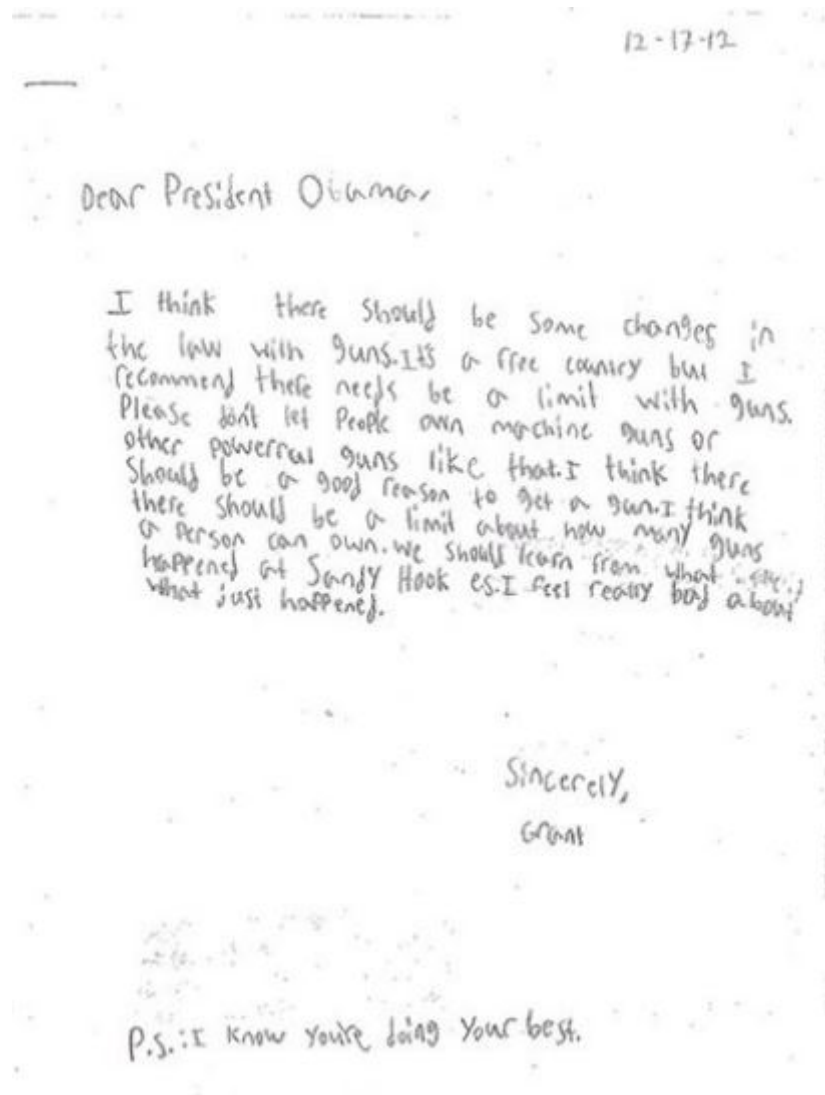 12-17-12
Dear President Obama,
I think there should be some changes in
the law with guns. It's a free country but I
recommend there needs be a limit with guns.
Please don't let People own machine guns or
other powerful guns like that. I think there
should be a good reason to get a gun. I think
there should be a limit about how many guns
a person can own. we should learn from what
happened at Sandy Hook es. I feel really bad about
what just happened.
Sincerely,
Grant
P.S.: I know you're doing your best.